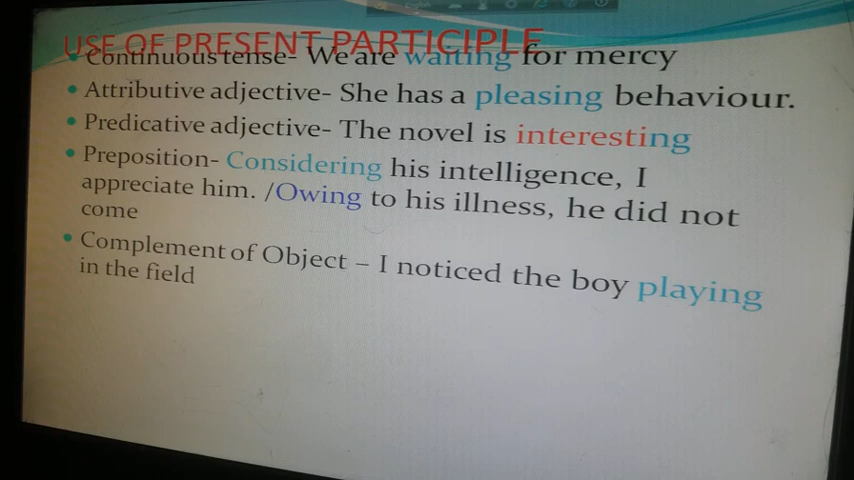 USE OF PRESENT PARTICIPLE
Continuous tense- We are waiting for mercy
Attributive adjective- She has a pleasing behaviour.
Predicative adjective- The novel is interesting
Preposition- Considering his intelligence, I
appreciate him. /Owing to his illness, he did not
come
Complement of Object – I noticed the boy playing
in the field